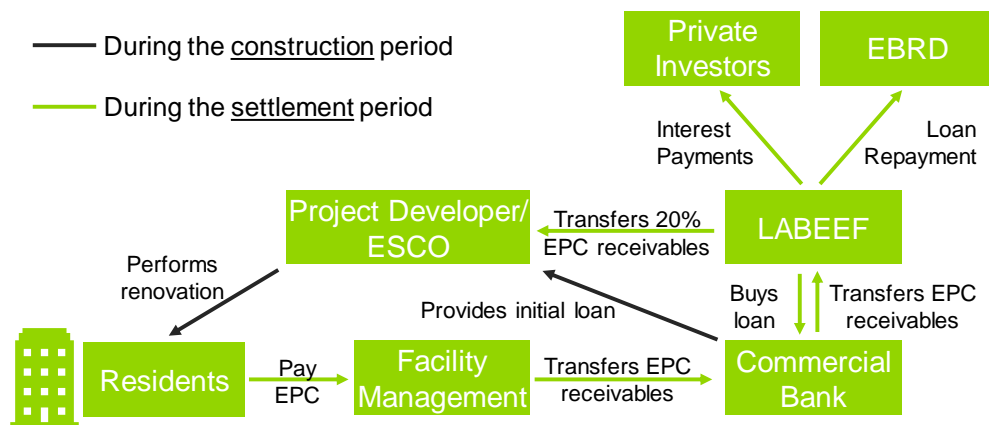 During the construction period
During the settlement period
Private
Investors
EBRD
Interest
Payments
Loan
Repayment
Project Developer/
ESCO
Transfers 20%
EPC receivables
LABEEF
Performs
renovation
Provides initial loan
Buys
loan
Transfers EPC
receivables
Residents
Pay
EPC
Facility
Management
Transfers EPC
receivables
Commercial
Bank